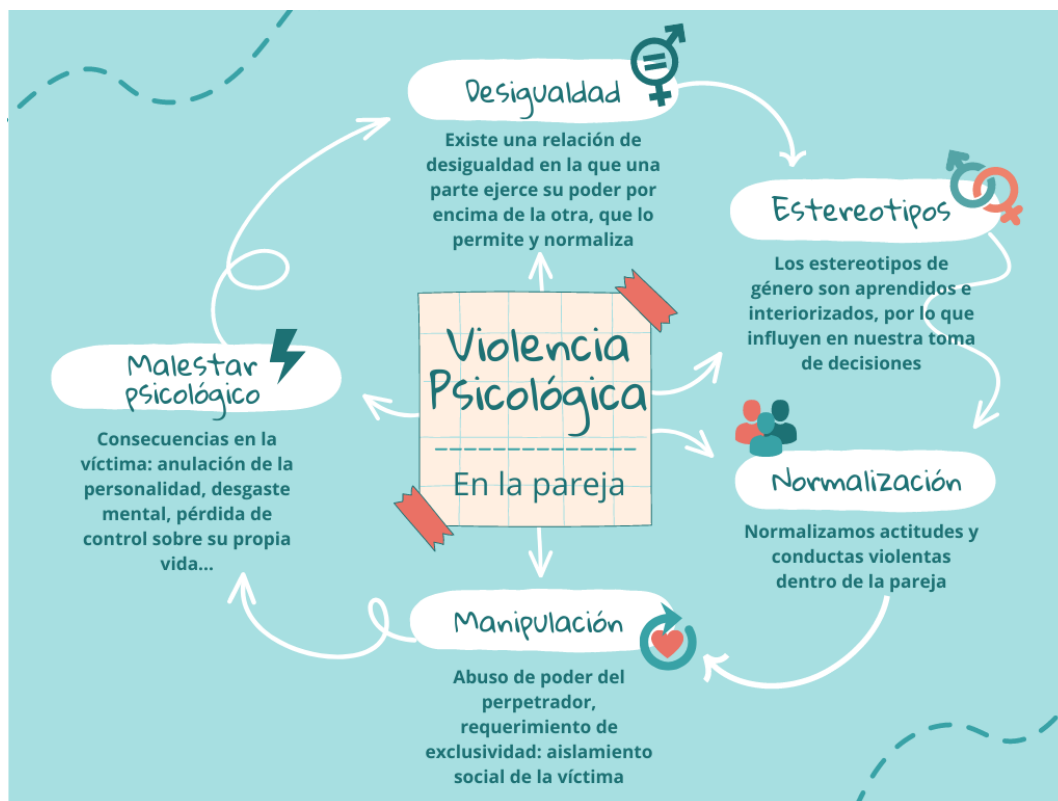 Desigualdad
Existe una relación de
desigualdad en la que una
parte ejerce su poder por
encima de la otra, que lo
permite y normaliza
Estereotipos
Los estereotipos de
género son aprendidos e
interiorizados, por lo que
influyen en nuestra toma
de decisiones
Violencia
Psicológica
En la pareja
Malestar
psicológico
Consecuencias en la
víctima: anulación de la
personalidad, desgaste
mental, pérdida de
control sobre su propia
vida...
Normalización
Normalizamos actitudes y
conductas violentas
dentro de la pareja
Manipulación
Abuso de poder del
perpetrador,
requerimiento de
exclusividad: aislamiento
social de la víctima